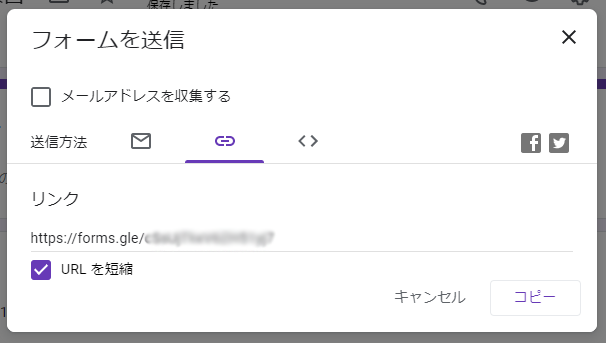 保存しました
フォームを送信
メールアドレスを収集する
送信方法
リンク
https://forms.gle/
URL を短縮
キャンセル
コピー